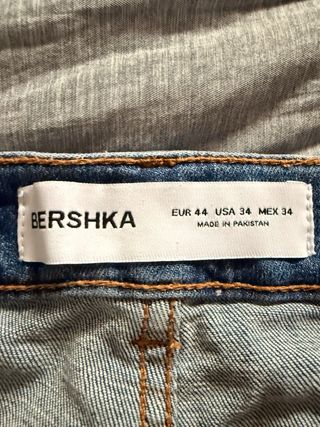 BERSHKA
EUR 44 USA 34 MEX 34
MADE IN PAKISTAN